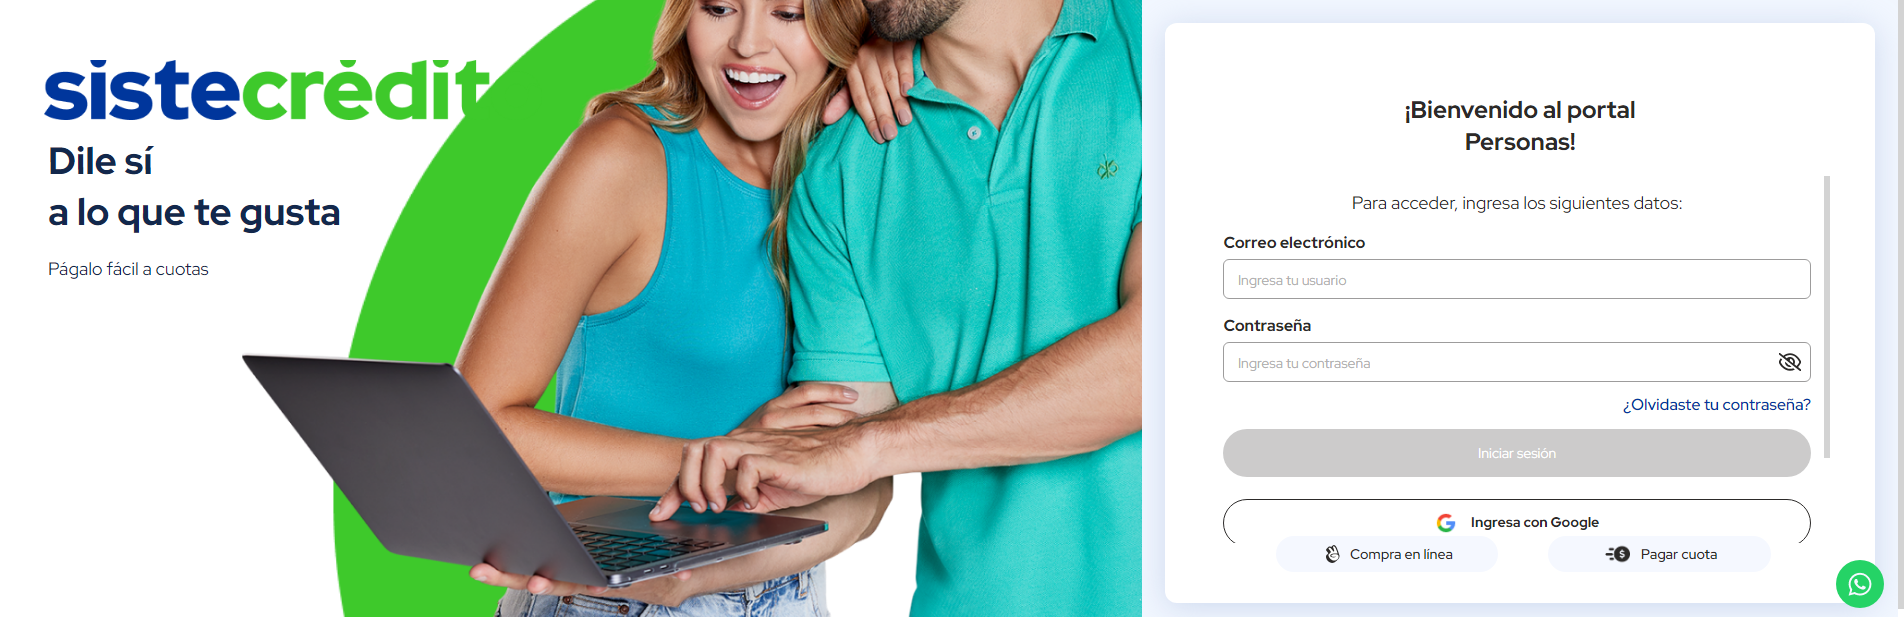 sistecrédit
Dile sí
a lo que te gusta
Págalo fácil a cuotas
¡Bienvenido al portal
Personas!
Para acceder, ingresa los siguientes datos:
Correo electrónico
Ingresa tu usuario
Contraseña
Ingresa tu contraseña
¿Olvidaste tu contraseña?
Iniciar sesión
Ingresa con Google
Compra en línea
Pagar cuota